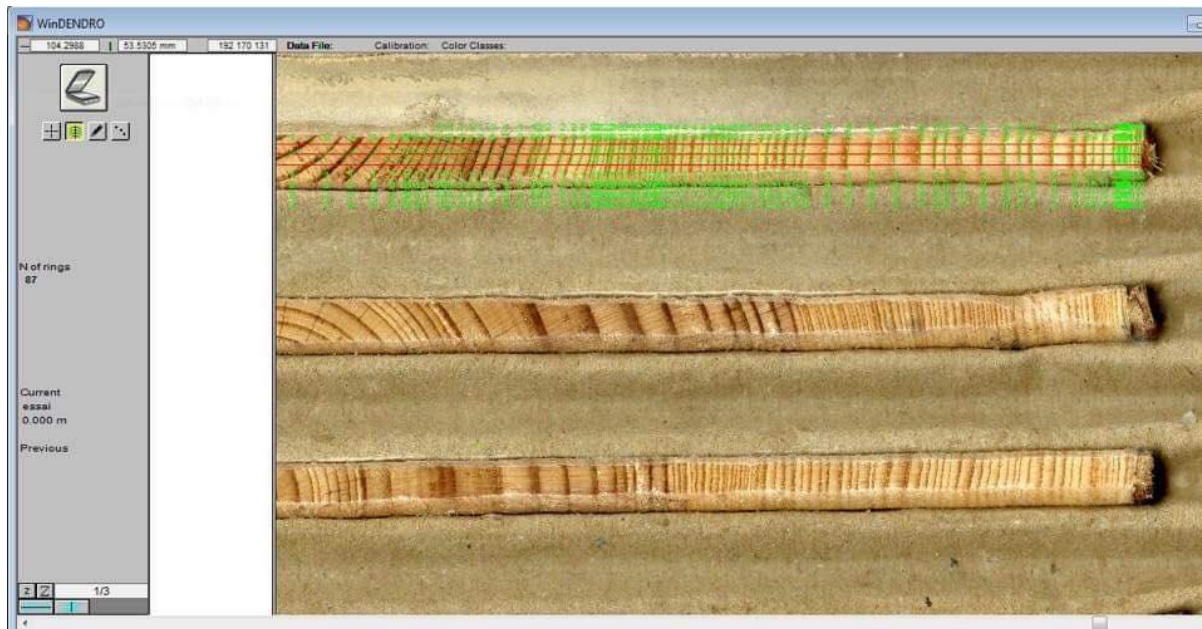 WinDENDRO
104.2988 53.5305 mm 192 170 131 Data File: Calibration: Color Classes:
N of rings
87
Current
essai
0.000 m
Previous
z Z 1/3